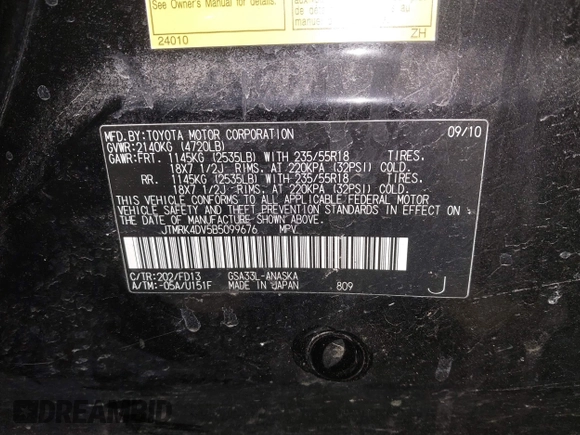 See Owner's Manual for details.
24010
ZH
MFD.BY:TOYOTA MOTOR CORPORATION 09/10
GVWR:2140KG (4720LB)
GAWR:FRT. 1145KG (2535LB) WITH 235/55R18 TIRES.
18X7 1/2J RIMS. AT 220KPA (32PSI) COLD.
RR. 1145KG (2535LB) WITH 235/55R18 TIRES.
18X7 1/2J RIMS. AT 220KPA (32PSI) COLD.
THIS VEHICLE CONFORMS TO ALL APPLICABLE FEDERAL MOTOR
VEHICLE SAFETY AND BUMPER STANDARDS IN EFFECT ON
THE DATE OF MANUFACTURE SHOWN ABOVE.
JTMRK4DV5B5099676 MPV
C/TR:202/FD13 GSA33L-ANASKA
A/TM:-05A/U151F MADE IN JAPAN 809 J
DREAMBID